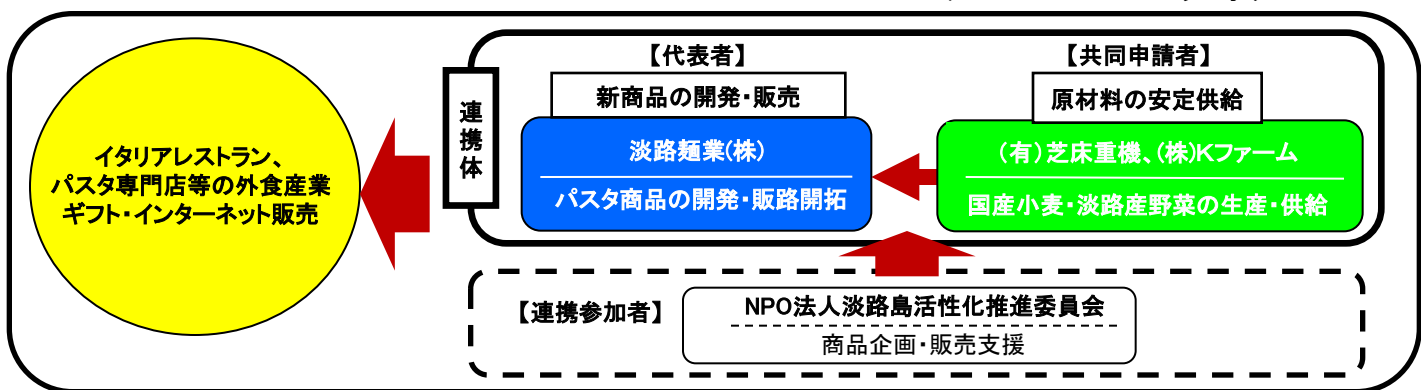 イタリアレストラン、
パスタ専門店等の外食産業
ギフト・インターネット販売
連携体
【代表者】
新商品の開発・販売
淡路麺業(株)
パスタ商品の開発・販路開拓
【共同申請者】
原材料の安定供給
(有)芝床重機、(株)Kファーム
国産小麦・淡路産野菜の生産・供給
【連携参加者】
NPO法人淡路島活性化推進委員会
商品企画・販売支援